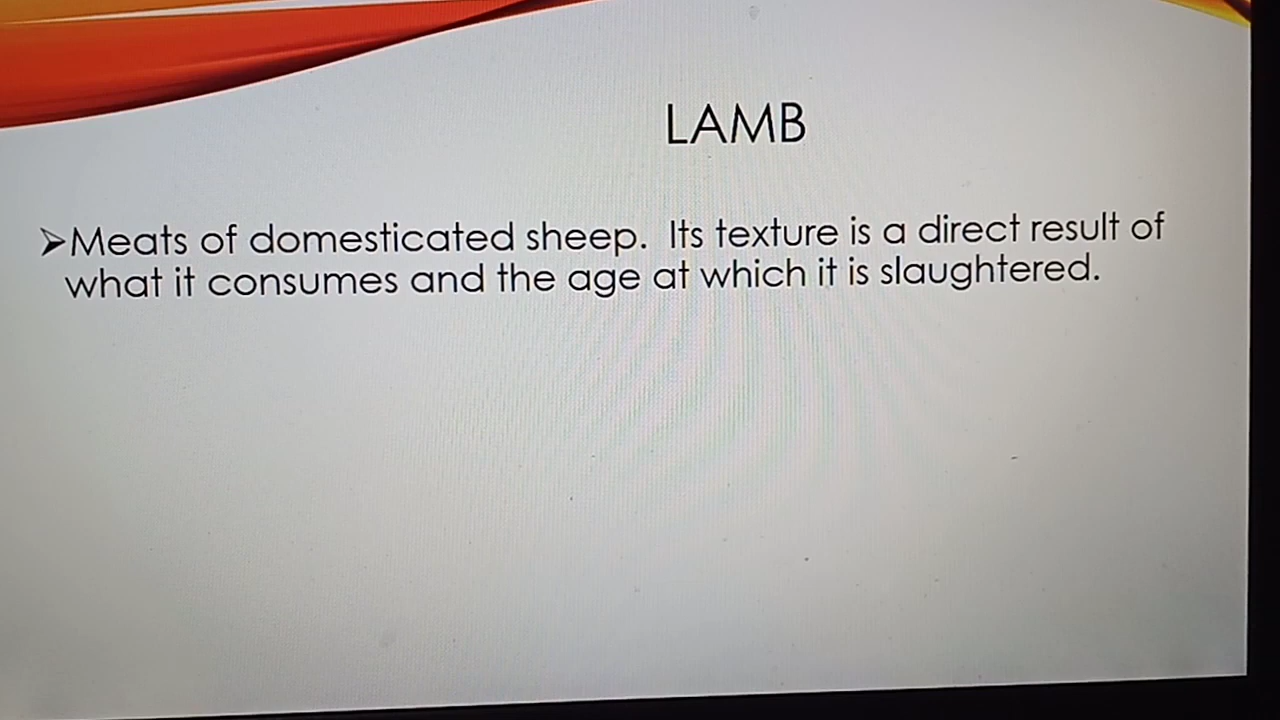 LAMB
➢Meats of domesticated sheep. Its texture is a direct result of
what it consumes and the age at which it is slaughtered.